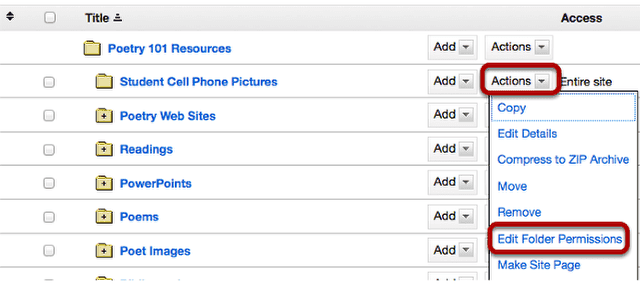 Title Access
Poetry 101 Resources Add Actions
Student Cell Phone Pictures Add Actions Entire site
Poetry Web Sites Add Copy
Edit Details
Readings Add Compress to ZIP Archive
PowerPoints Add Move
Poems Add Remove
Edit Folder Permissions
Poet Images Add Make Site Page